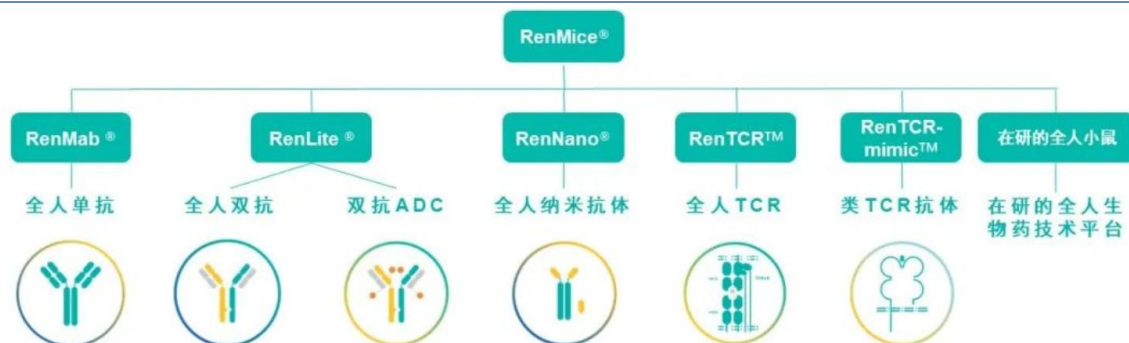 RenMice®
RenMab ®
RenLite ®
RenNano®
RenTCR™
RenTCR-
mimic™
在研的全人小鼠
全人单抗
全人双抗
双抗ADC
全人纳米抗体
全人TCR
类TCR抗体
在研的全人生
物药技术平台